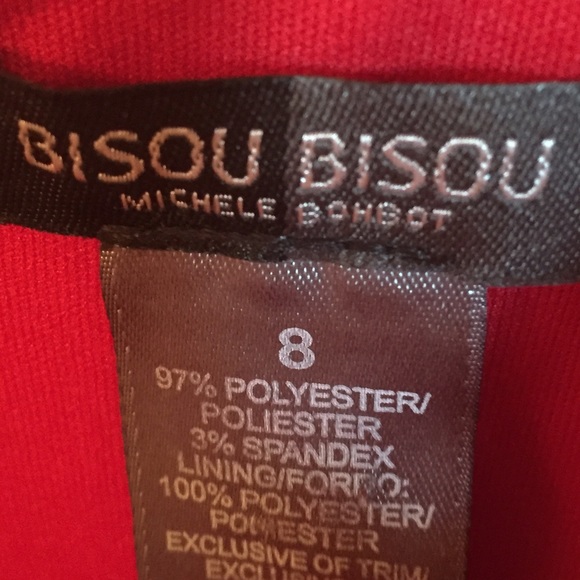 BISOU BISOU
MICHELE BOHBOT
8
97% POLYESTER/
POLIESTER
3% SPANDEX
LINING/FORRO:
100% POLYESTER/
POLIESTER
EXCLUSIVE OF TRIM/